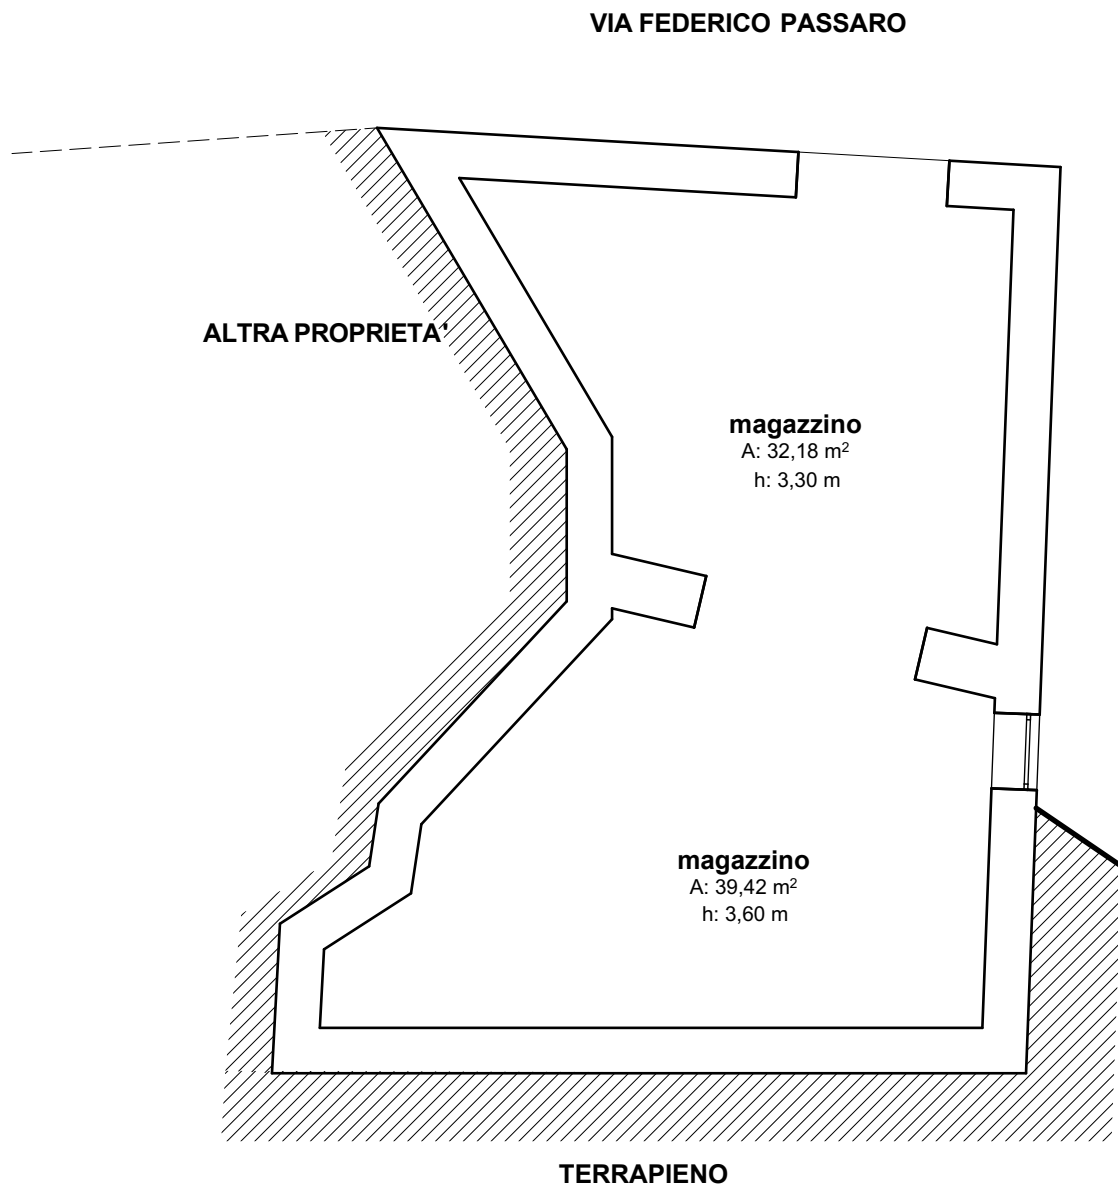 VIA FEDERICO PASSARO
ALTRA PROPRIETA'
magazzino
A: 32,18 m²
h: 3,30 m
magazzino
A: 39,42 m²
h: 3,60 m
TERRAPIENO